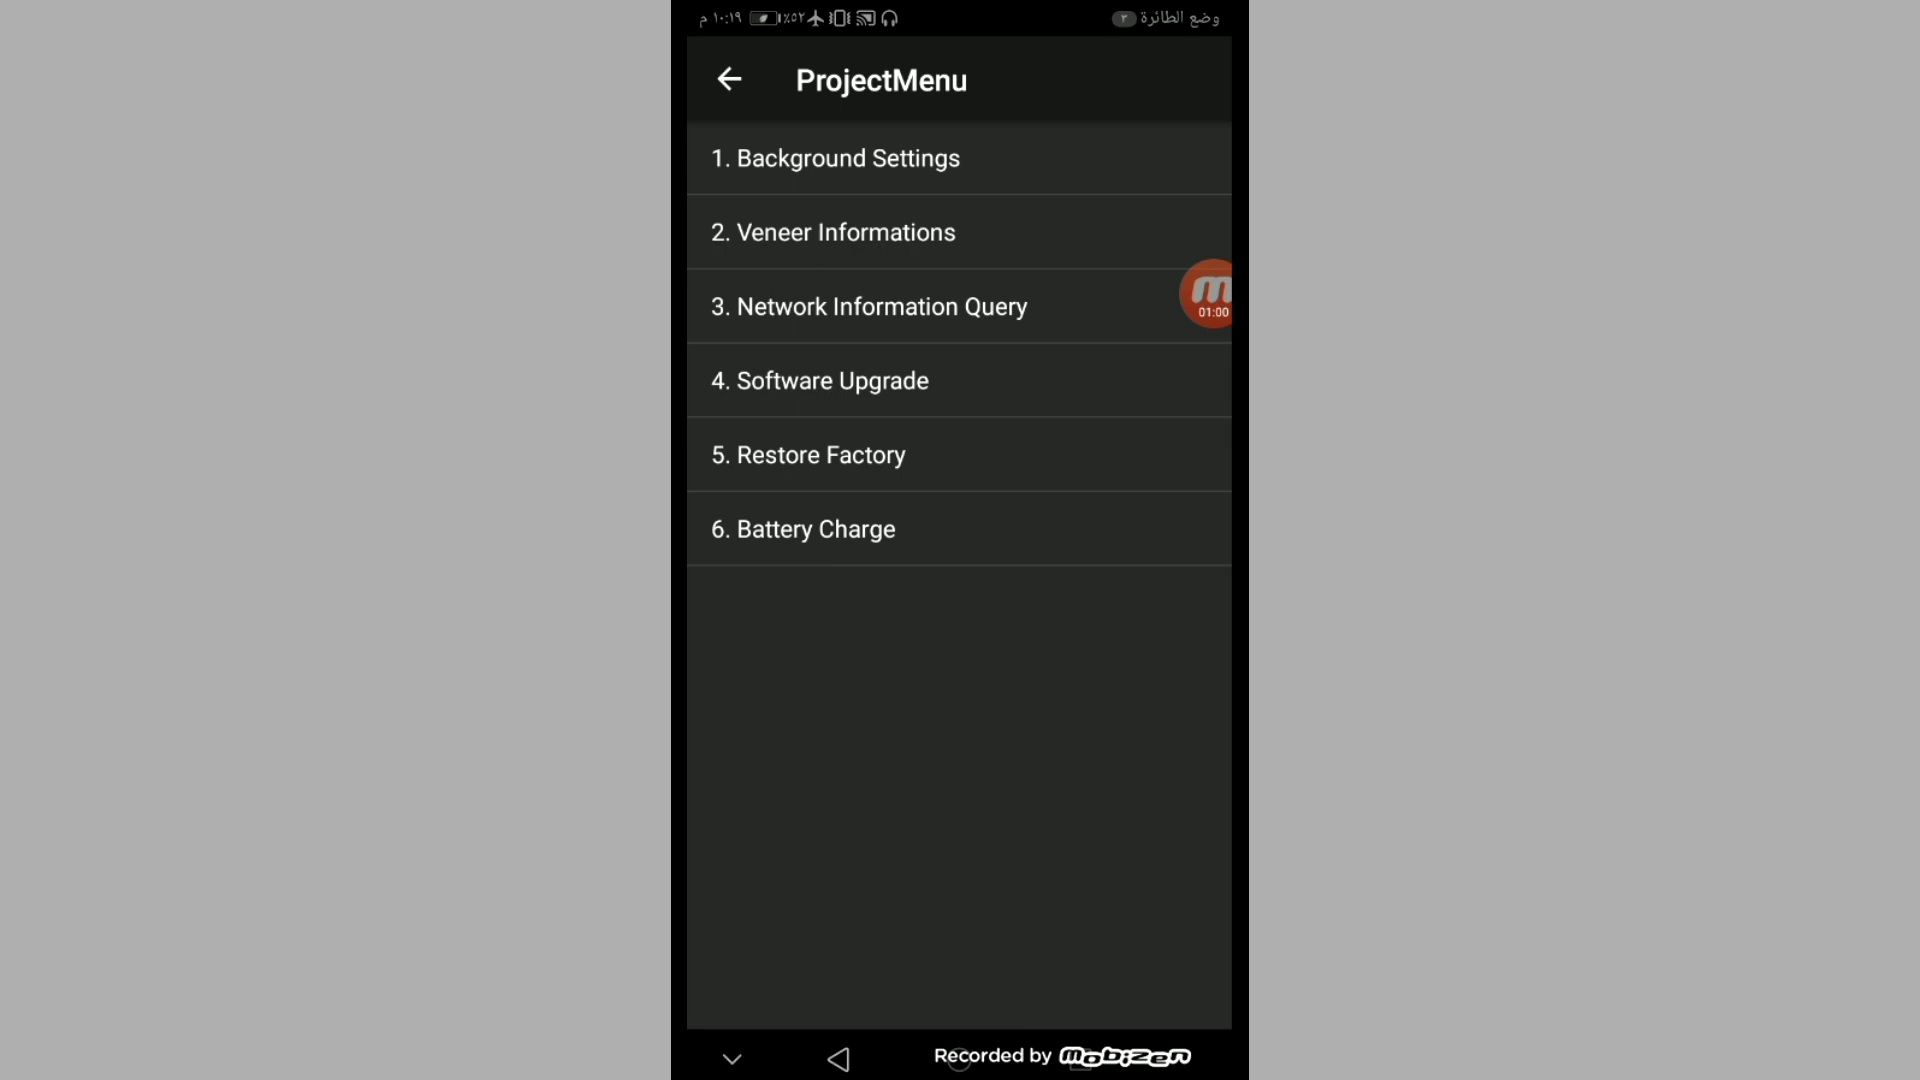 ١٠:١٩ م ٪٥٢ وضع الطائرة ٣
ProjectMenu
1. Background Settings
2. Veneer Informations
3. Network Information Query
m
01:00
4. Software Upgrade
5. Restore Factory
6. Battery Charge
Recorded by mobizen